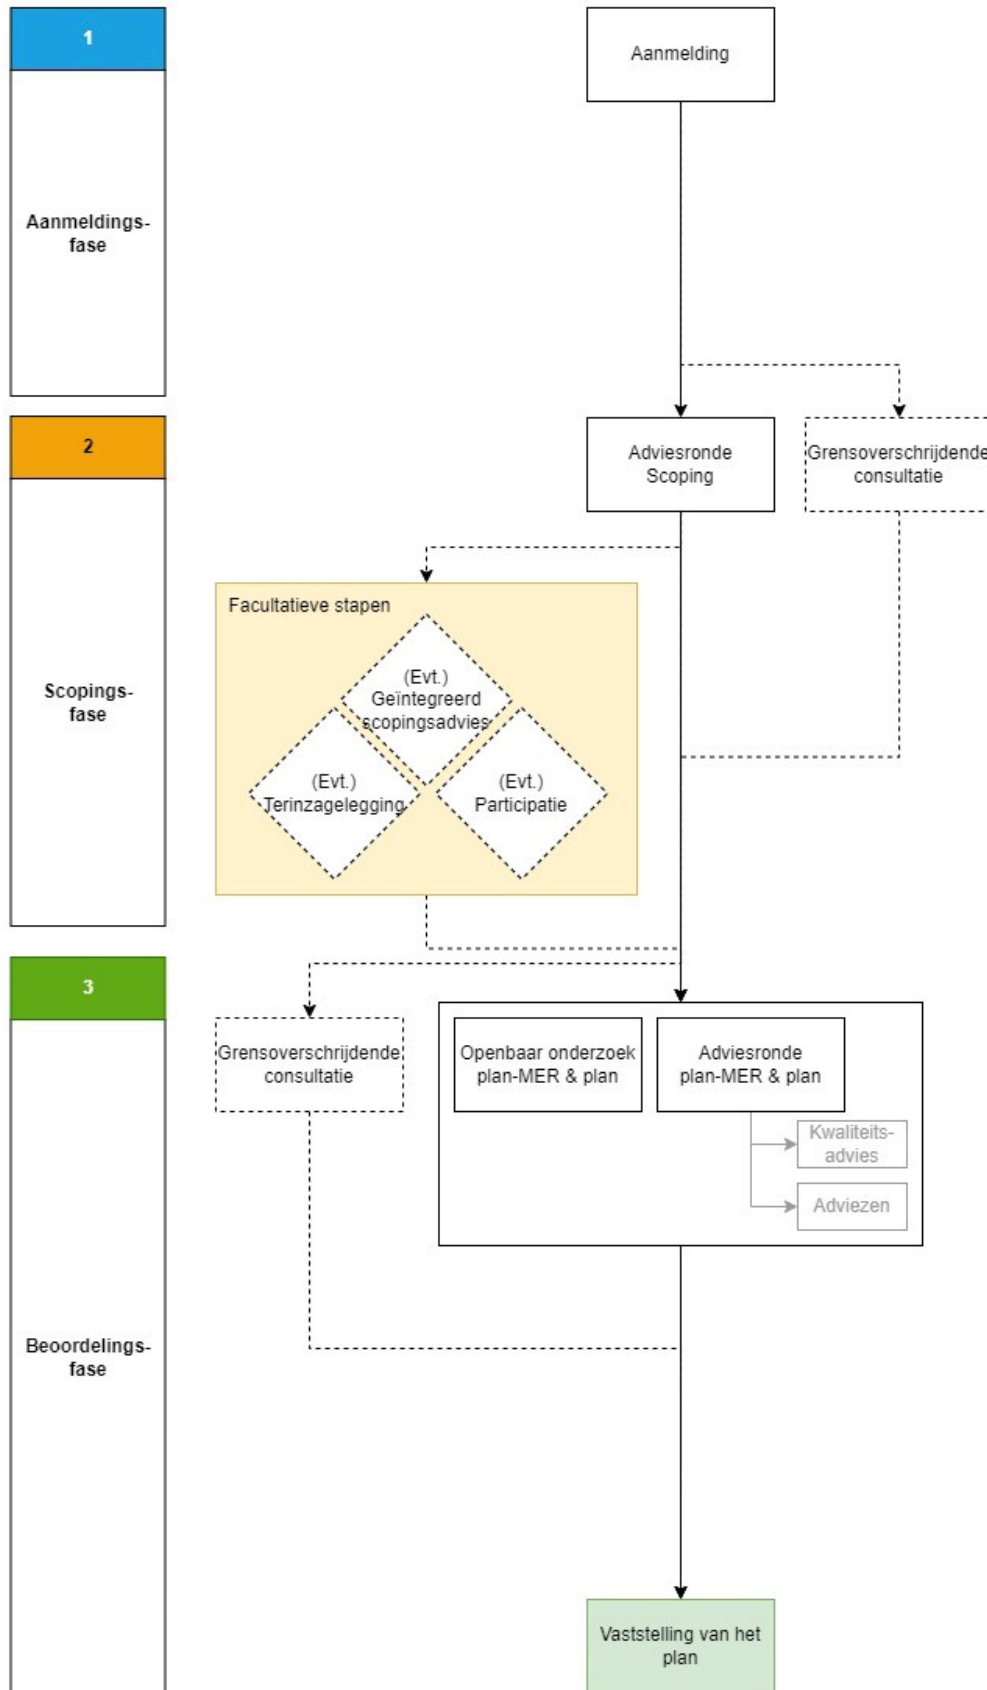 1
Aanmelding
Aanmeldings-
fase
2
Adviesronde
Scoping
Grensoverschrijdende
consultatie
Facultatieve stapen
(Evt.)
Geïntegreerd
scopingsadvies
Scopings-
fase
(Evt.)
Terinzagelegging
(Evt.)
Participatie
3
Grensoverschrijdende
consultatie
Openbaar onderzoek
plan-MER & plan
Adviesronde
plan-MER & plan
Kwaliteits-
advies
Adviezen
Beoordelings-
fase
Vaststelling van het
plan